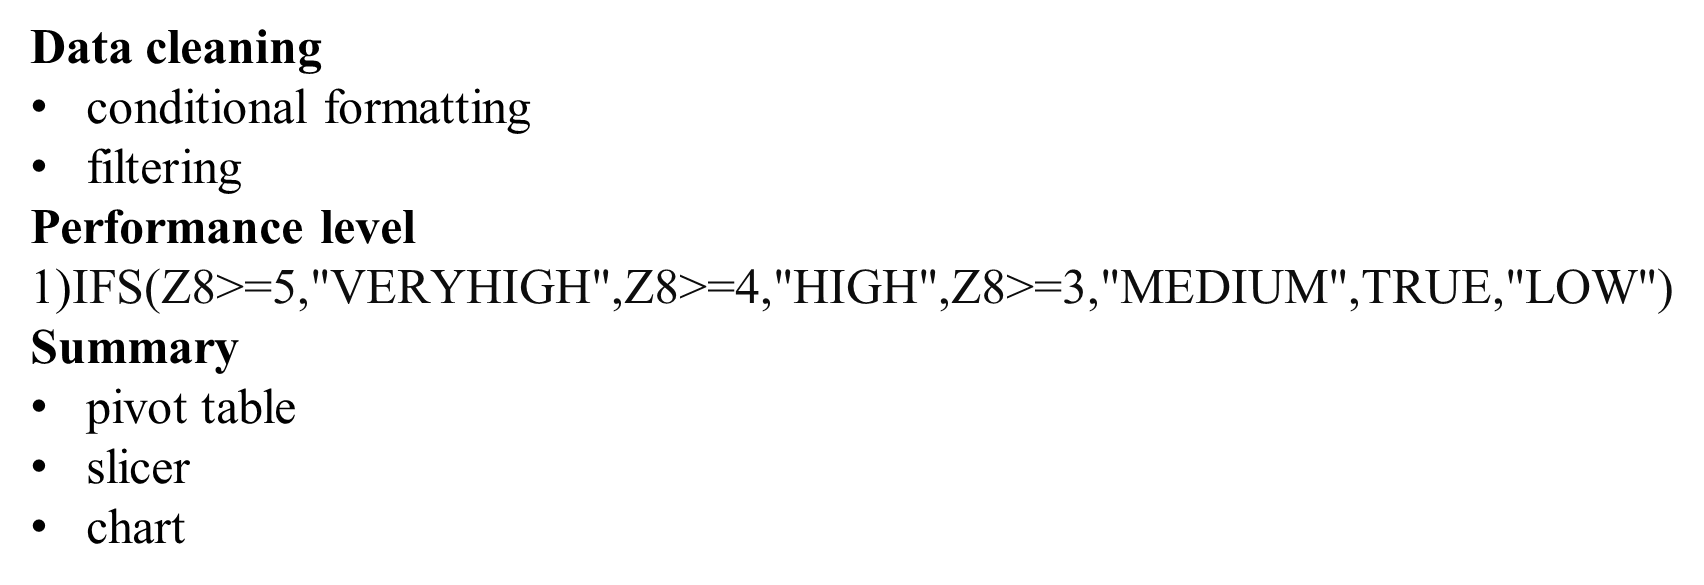 Data cleaning
• conditional formatting
• filtering
Performance level
1)IFS(Z8>=5,"VERYHIGH",Z8>=4,"HIGH",Z8>=3,"MEDIUM",TRUE,"LOW")
Summary
• pivot table
• slicer
• chart